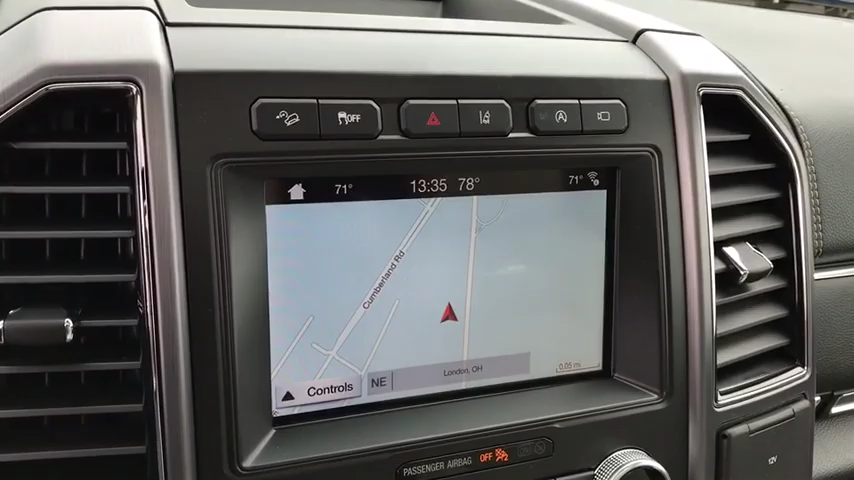 OFF
A
71° 13:35 78° 71°
Cumberland Rd
London, OH
0.05 mi
NE
Controls
PASSENGER AIRBAG OFF 2
12V